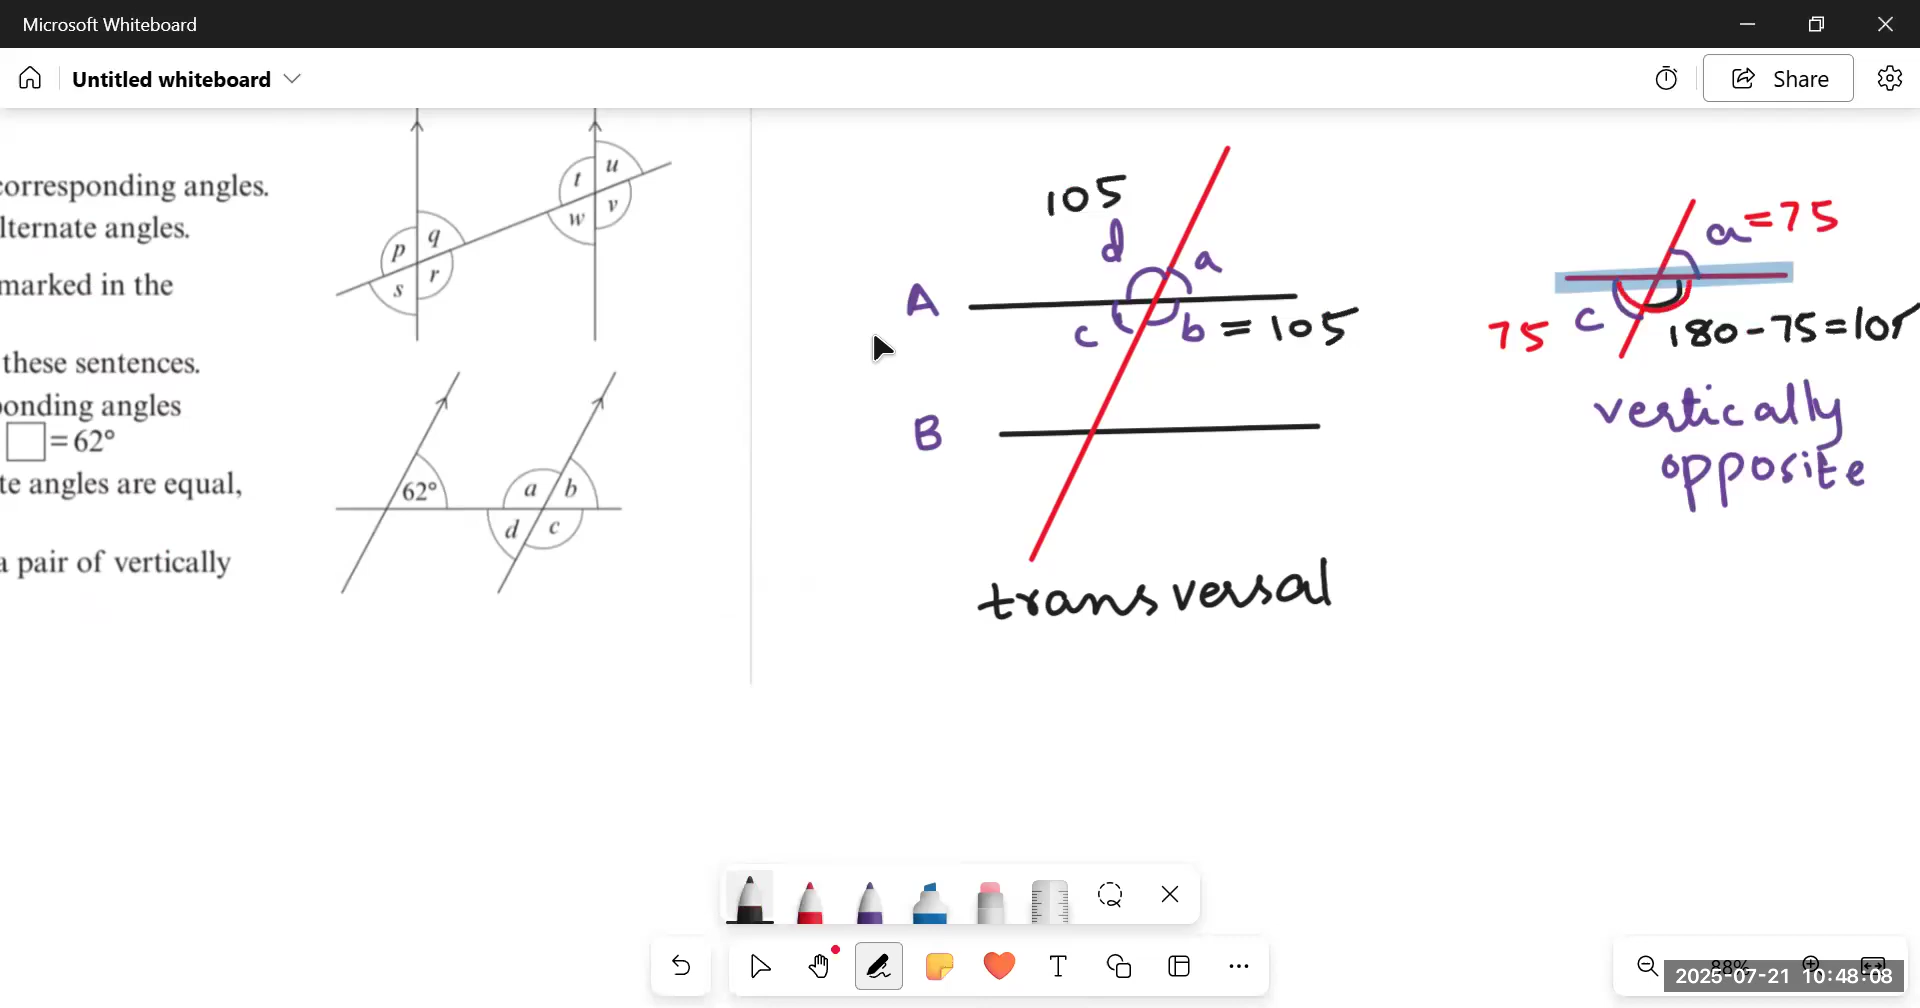 Microsoft Whiteboard
Untitled whiteboard
Share
corresponding angles.
lternate angles.
marked in the
these sentences.
onding angles
= 62°
te angles are equal,
a pair of vertically
p q
s r
t u
w v
62° a b
d c
105
d a
A
c b = 105
B
transversal
a = 75
75 c 180-75=105
vertically
opposite
T
88%
2025-07-21 10:48:08